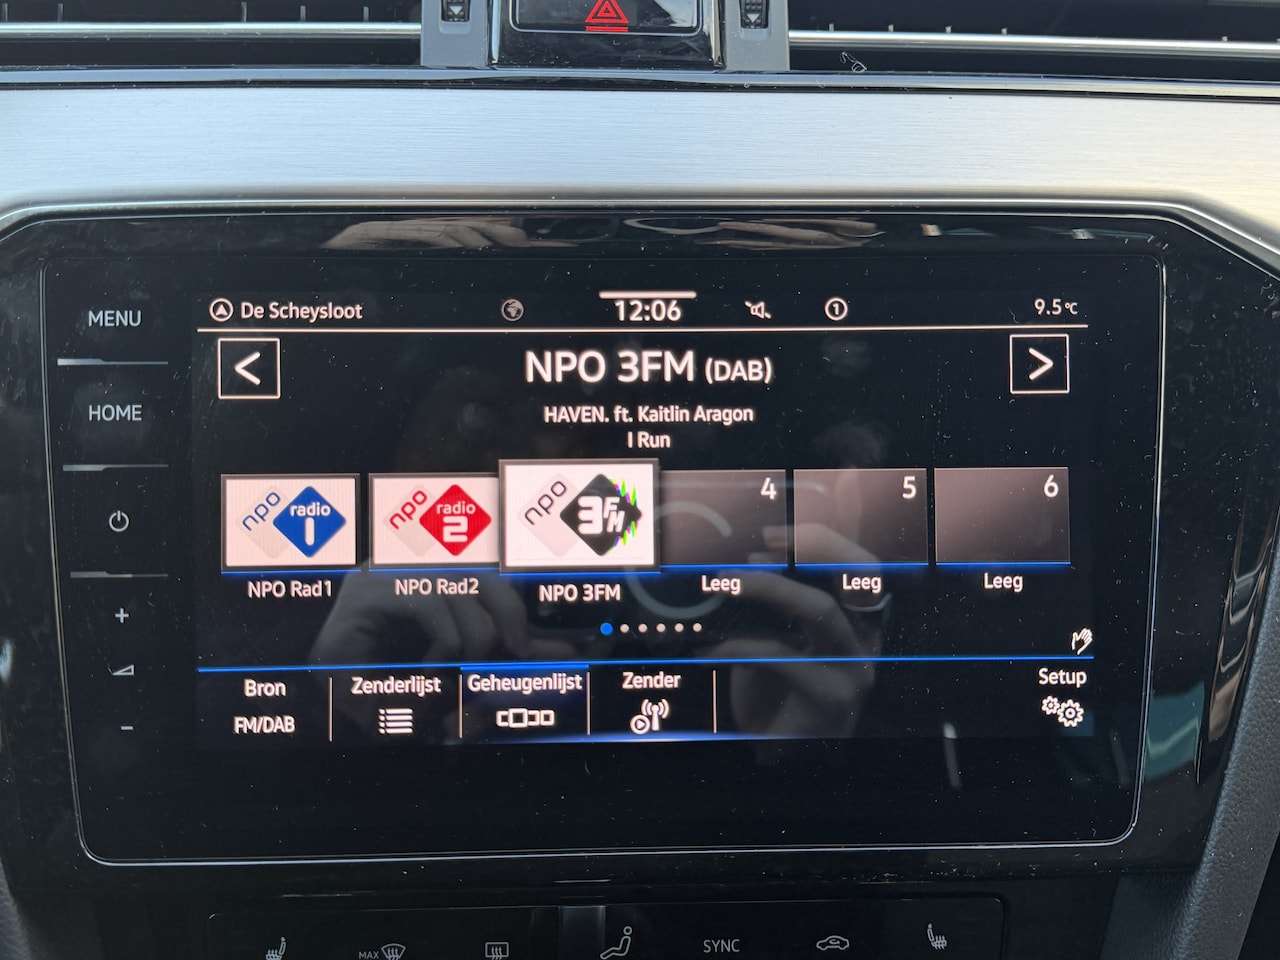 MENU
HOME
+
-
De Scheysloot
12:06
1
9.5°C
<
NPO 3FM (DAB)
>
HAVEN. ft. Kaitlin Aragon
I Run
npo radio 1
npo radio 2
npo 3FM
4
5
6
NPO Rad1
NPO Rad2
NPO 3FM
Leeg
Leeg
Leeg
Bron
FM/DAB
Zenderlijst
Geheugenlijst
Zender
Setup
MAX
SYNC